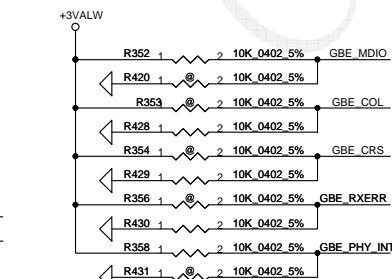 +3VALW
R352 1 2 10K_0402_5% GBE_MDIO
R420 1 @ 2 10K_0402_5%
R353 1 @ 2 10K_0402_5% GBE_COL
R428 1 2 10K_0402_5%
R354 1 @ 2 10K_0402_5% GBE_CRS
R429 1 2 10K_0402_5%
R356 1 @ 2 10K_0402_5% GBE_RXERR
R430 1 2 10K_0402_5%
R358 1 2 10K_0402_5% GBE_PHY_INT
R431 1 @ 2 10K_0402_5%